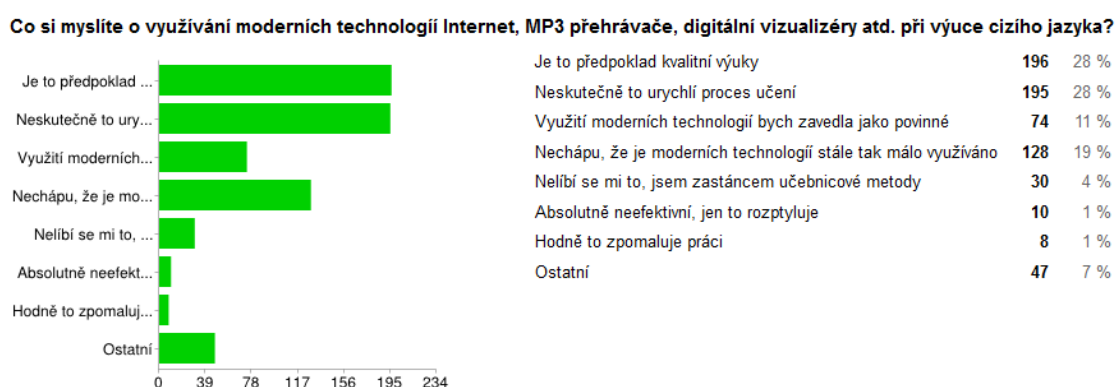 Co si myslíte o využívání moderních technologíí Internet, MP3 přehrávače, digitální vizualizéry atd. při výuce cizího jazyka?
Je to předpoklad ...
Neskutečně to ury...
Využití moderních...
Nechápu, že je mo...
Nelíbí se mi to, ...
Absolutně neefekt...
Hodně to zpomaluj...
Ostatní
0 39 78 117 156 195 234
Je to předpoklad kvalitní výuky 196 28 %
Neskutečně to urychlí proces učení 195 28 %
Využití moderních technologií bych zavedla jako povinné 74 11 %
Nechápu, že je moderních technologíí stále tak málo využíváno 128 19 %
Nelíbí se mi to, jsem zastáncem učebnicové metody 30 4 %
Absolutně neefektivní, jen to rozptyluje 10 1 %
Hodně to zpomaluje práci 8 1 %
Ostatní 47 7 %